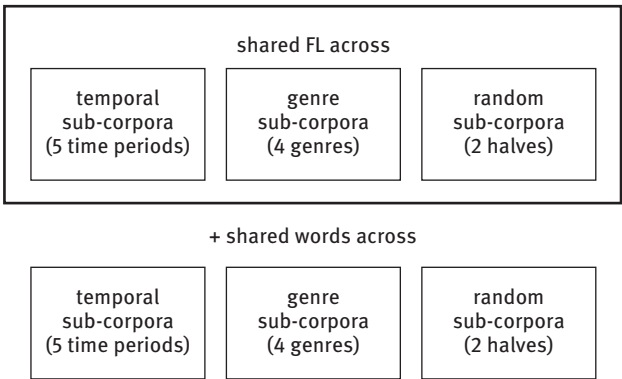 shared FL across
temporal
sub-corpora
(5 time periods)
genre
sub-corpora
(4 genres)
random
sub-corpora
(2 halves)
+ shared words across
temporal
sub-corpora
(5 time periods)
genre
sub-corpora
(4 genres)
random
sub-corpora
(2 halves)